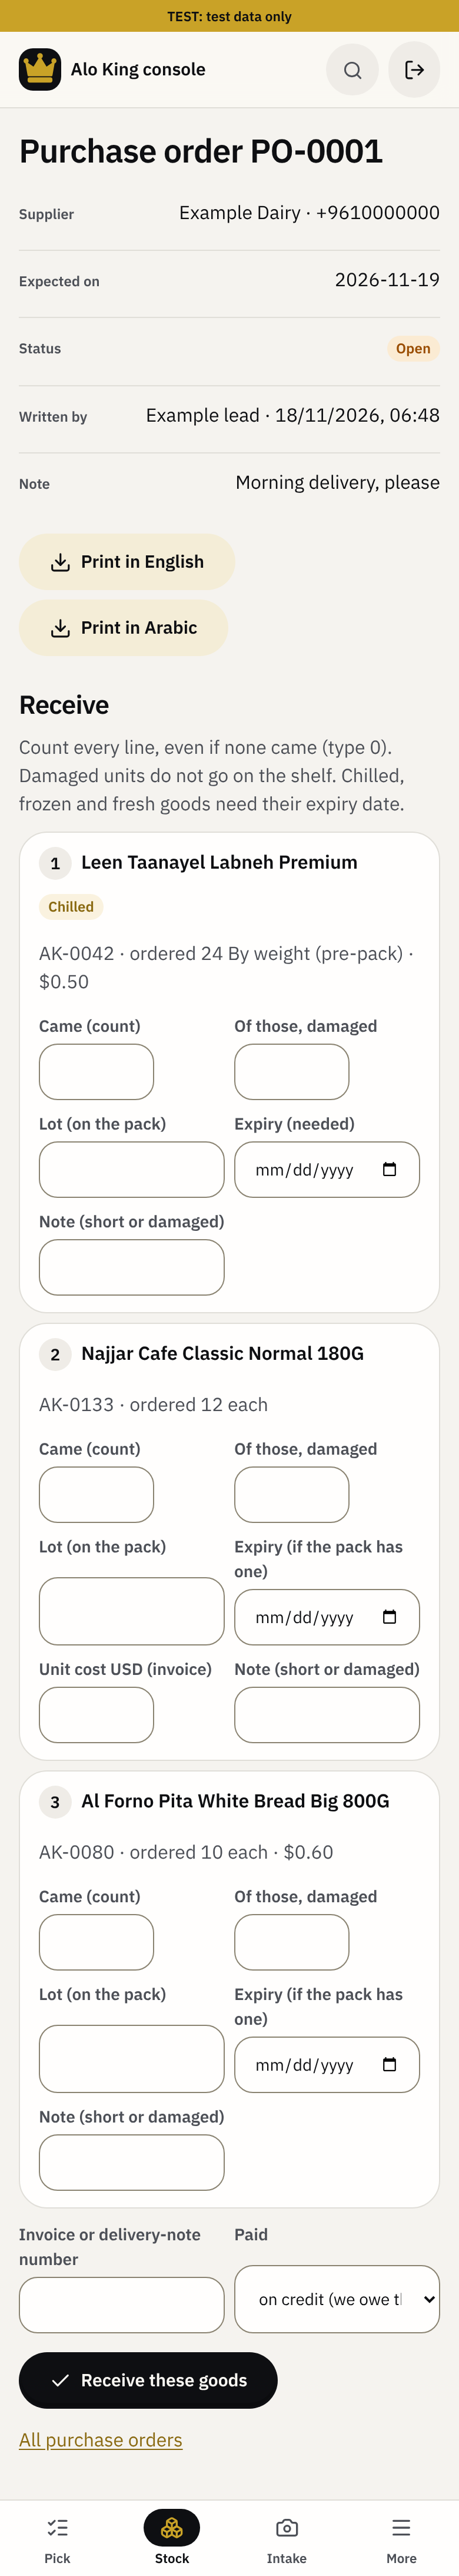 TEST: test data only
Alo King console
Purchase order PO-0001
Supplier
Example Dairy · +9610000000
Expected on
2026-11-19
Status
Open
Written by
Example lead · 18/11/2026, 06:48
Note
Morning delivery, please
Print in English
Print in Arabic
Receive
Count every line, even if none came (type 0).
Damaged units do not go on the shelf. Chilled,
frozen and fresh goods need their expiry date.
1 Leen Taanayel Labneh Premium
Chilled
AK-0042 · ordered 24 By weight (pre-pack) ·
$0.50
Came (count)
Of those, damaged
Lot (on the pack)
Expiry (needed)
mm/dd/yyyy
Note (short or damaged)
2 Najjar Cafe Classic Normal 180G
AK-0133 · ordered 12 each
Came (count)
Of those, damaged
Lot (on the pack)
Expiry (if the pack has
one)
mm/dd/yyyy
Unit cost USD (invoice)
Note (short or damaged)
3 Al Forno Pita White Bread Big 800G
AK-0080 · ordered 10 each · $0.60
Came (count)
Of those, damaged
Lot (on the pack)
Expiry (if the pack has
one)
mm/dd/yyyy
Note (short or damaged)
Invoice or delivery-note
number
Paid
on credit (we owe
Receive these goods
All purchase orders
Pick
Stock
Intake
More